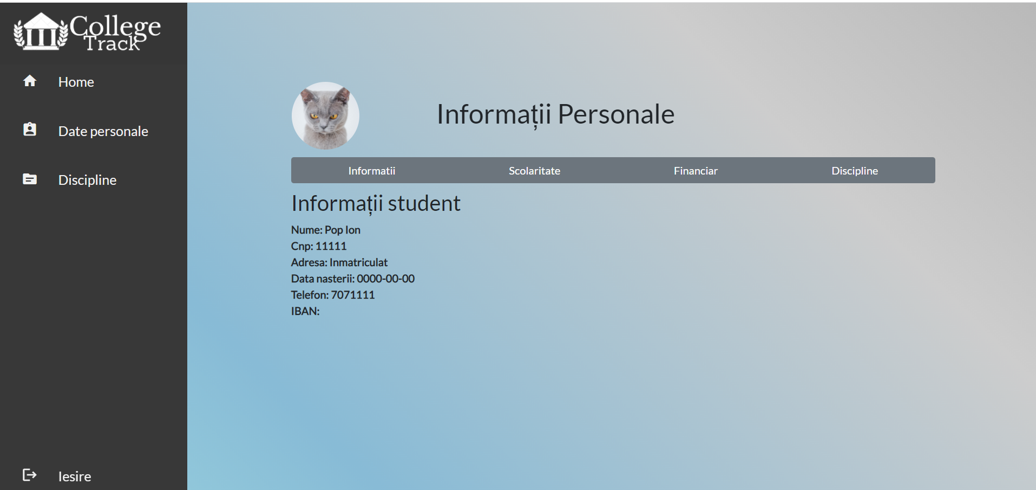 College
Track
Home
Date personale
Discipline
Iesire
Informații Personale
Informatii Scolaritate Financiar Discipline
Informații student
Nume: Pop Ion
Cnp: 11111
Adresa: Inmatriculat
Data nasterii: 0000-00-00
Telefon: 7071111
IBAN: